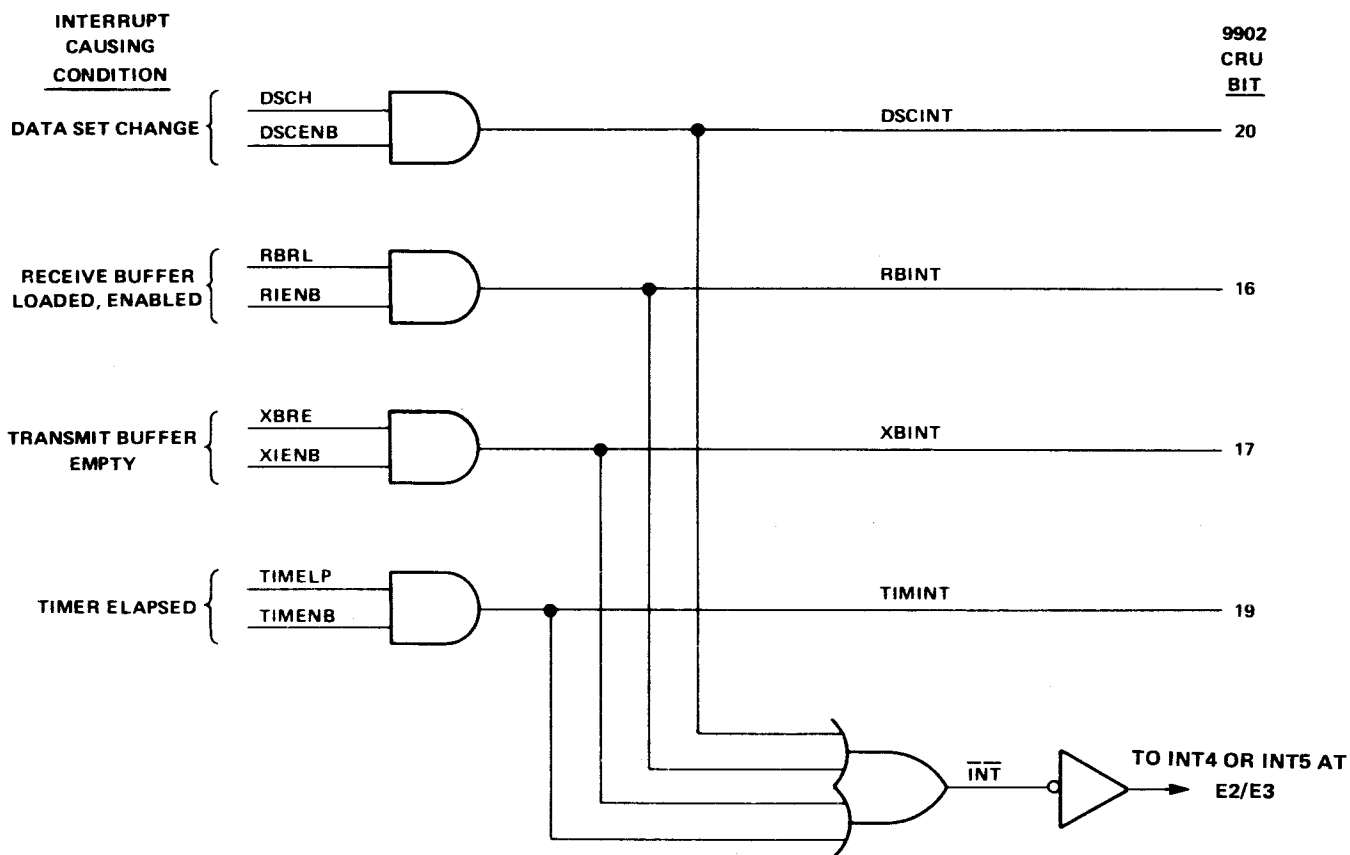 INTERRUPT
CAUSING
CONDITION
9902
CRU
BIT
DATA SET CHANGE
DSCH
DSCENB
DSCINT
20
RECEIVE BUFFER
LOADED, ENABLED
RBRL
RIENB
RBINT
16
TRANSMIT BUFFER
EMPTY
XBRE
XIENB
XBINT
17
TIMER ELAPSED
TIMELP
TIMENB
TIMINT
19
INT
TO INT4 OR INT5 AT
E2/E3